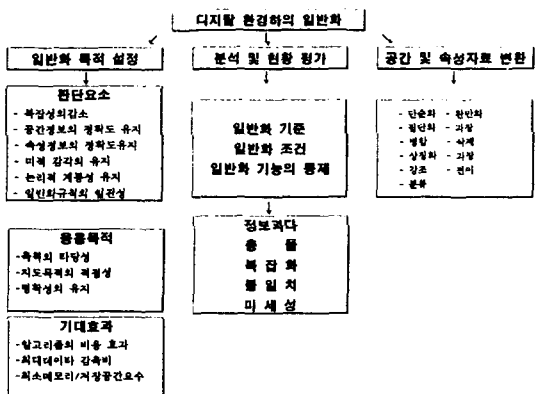 디지탈 환경하의 일반화
일반화 목적 설정
분석 및 현황 평가
공간 및 속성자료 변환
판단요소
- 복잡성의감소
- 공간정보의 정확도 유지
- 속성정보의 정확도유지
- 미적 감각의 유지
- 논리적 계통성 유지
- 일반화규칙의 일관성
응용목적
-축척의 타당성
-지도목적의 적정성
-명확성의 유지
기대효과
-알고리즘의 비용 효과
-최대데이타 감축비
-최소메모리/저장공간요수
일반화 기준
일반화 조건
일반화 기능의 통제
정보과다
충 돌
복 잡 화
불 일 치
미 세 성
- 단순화 - 완만화
- 집단화 - 과장
- 병합 - 삭제
- 상징화 - 과장
- 강조 - 전이
- 분류